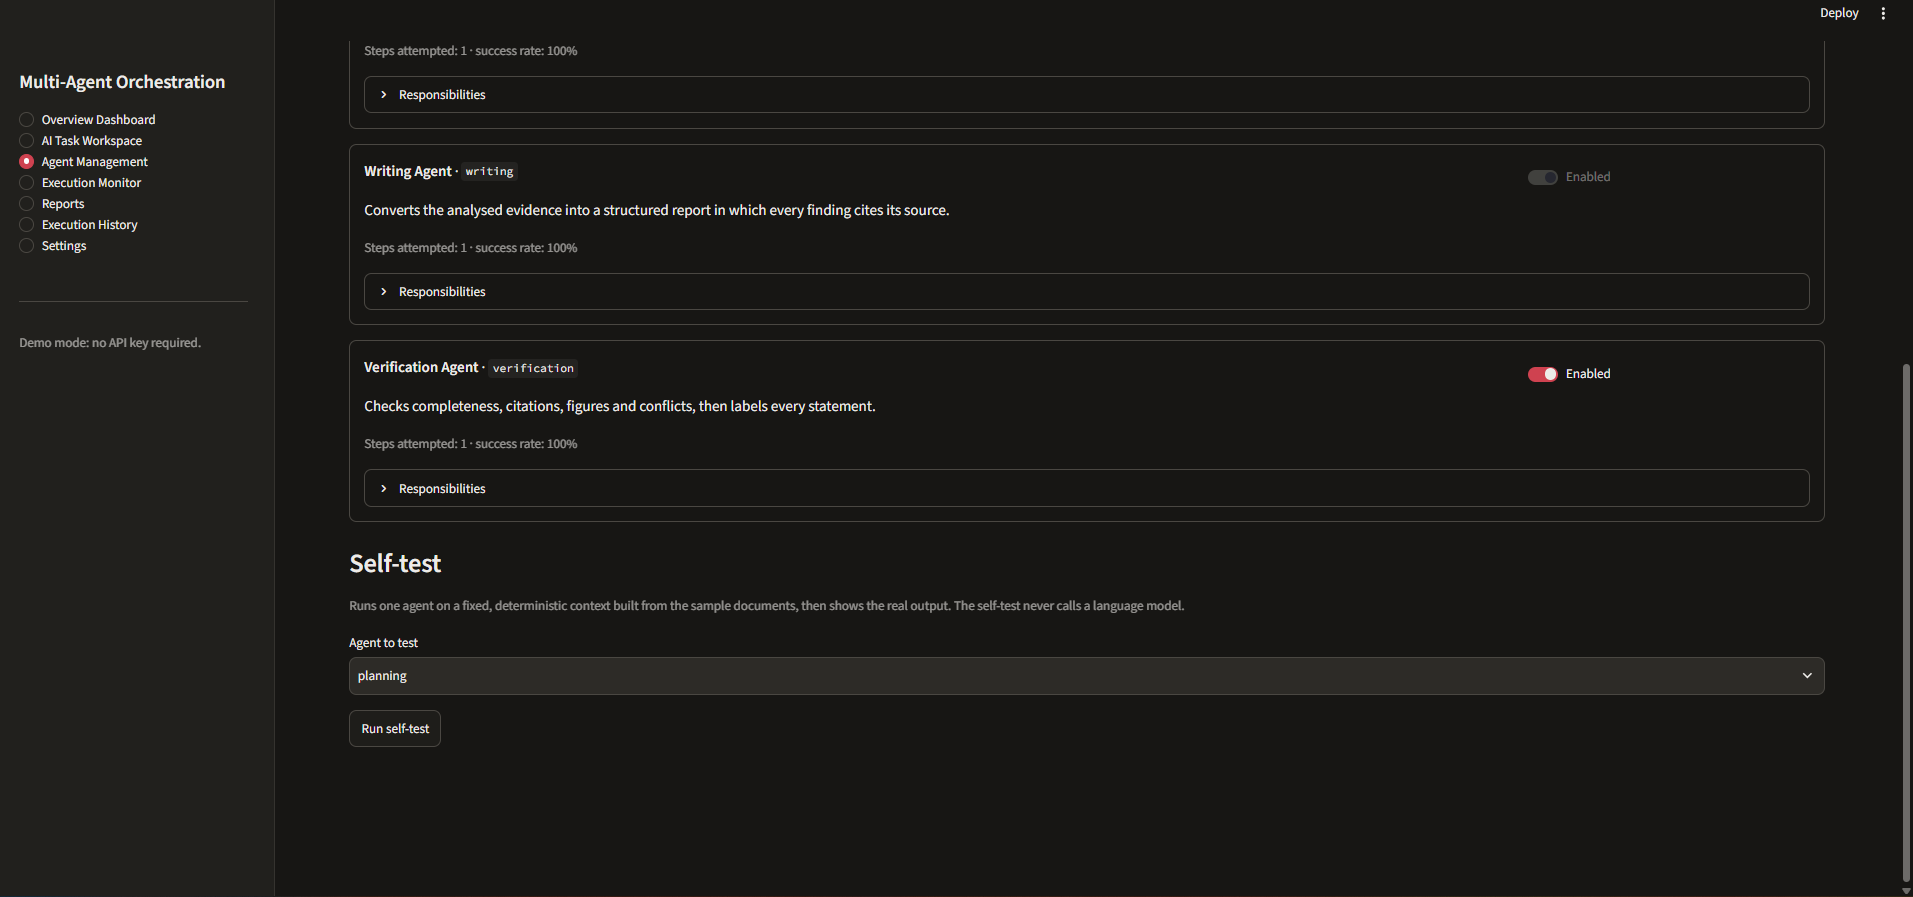 Deploy
Multi-Agent Orchestration
Overview Dashboard
AI Task Workspace
Agent Management
Execution Monitor
Reports
Execution History
Settings
Demo mode: no API key required.
Steps attempted: 1 · success rate: 100%
Responsibilities
Writing Agent · writing
Enabled
Converts the analysed evidence into a structured report in which every finding cites its source.
Steps attempted: 1 · success rate: 100%
Responsibilities
Verification Agent · verification
Enabled
Checks completeness, citations, figures and conflicts, then labels every statement.
Steps attempted: 1 · success rate: 100%
Responsibilities
Self-test
Runs one agent on a fixed, deterministic context built from the sample documents, then shows the real output. The self-test never calls a language model.
Agent to test
planning
Run self-test